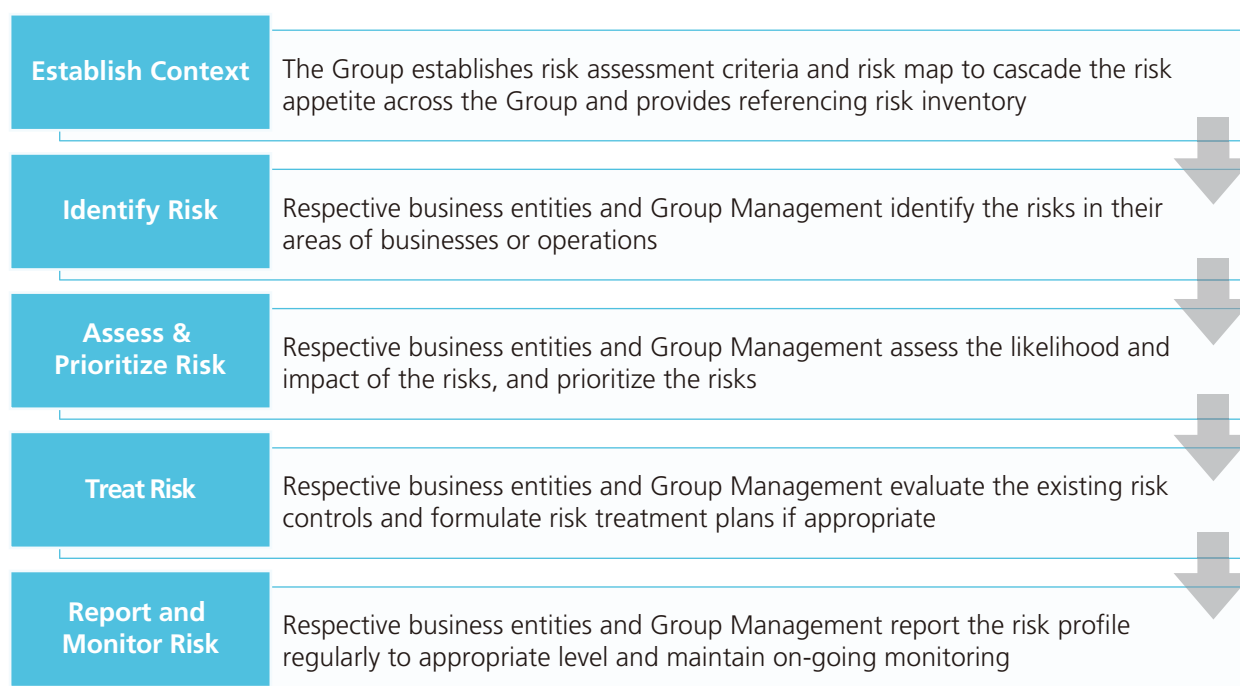 Establish Context
The Group establishes risk assessment criteria and risk map to cascade the risk
appetite across the Group and provides referencing risk inventory
Identify Risk
Respective business entities and Group Management identify the risks in their
areas of businesses or operations
Assess &
Prioritize Risk
Respective business entities and Group Management assess the likelihood and
impact of the risks, and prioritize the risks
Treat Risk
Respective business entities and Group Management evaluate the existing risk
controls and formulate risk treatment plans if appropriate
Report and
Monitor Risk
Respective business entities and Group Management report the risk profile
regularly to appropriate level and maintain on-going monitoring